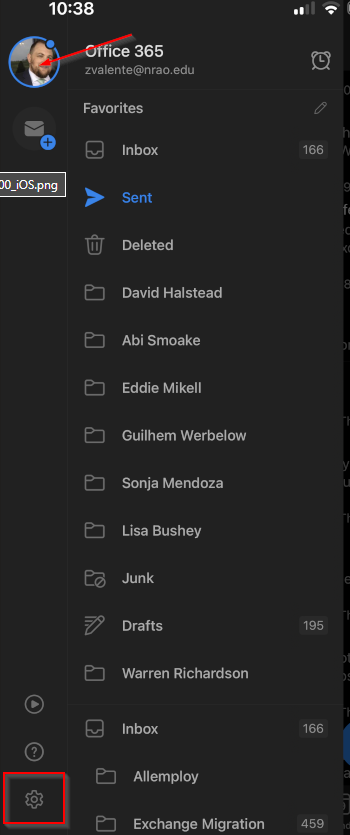 10:38
Office 365
zvalente@nrao.edu
Favorites
Inbox 166
00_iOS.png
Sent
Deleted
David Halstead
Abi Smoake
Eddie Mikell
Guilhem Werbelow
Sonja Mendoza
Lisa Bushey
Junk
Drafts 195
Warren Richardson
Inbox 166
Allemploy
Exchange Migration 459